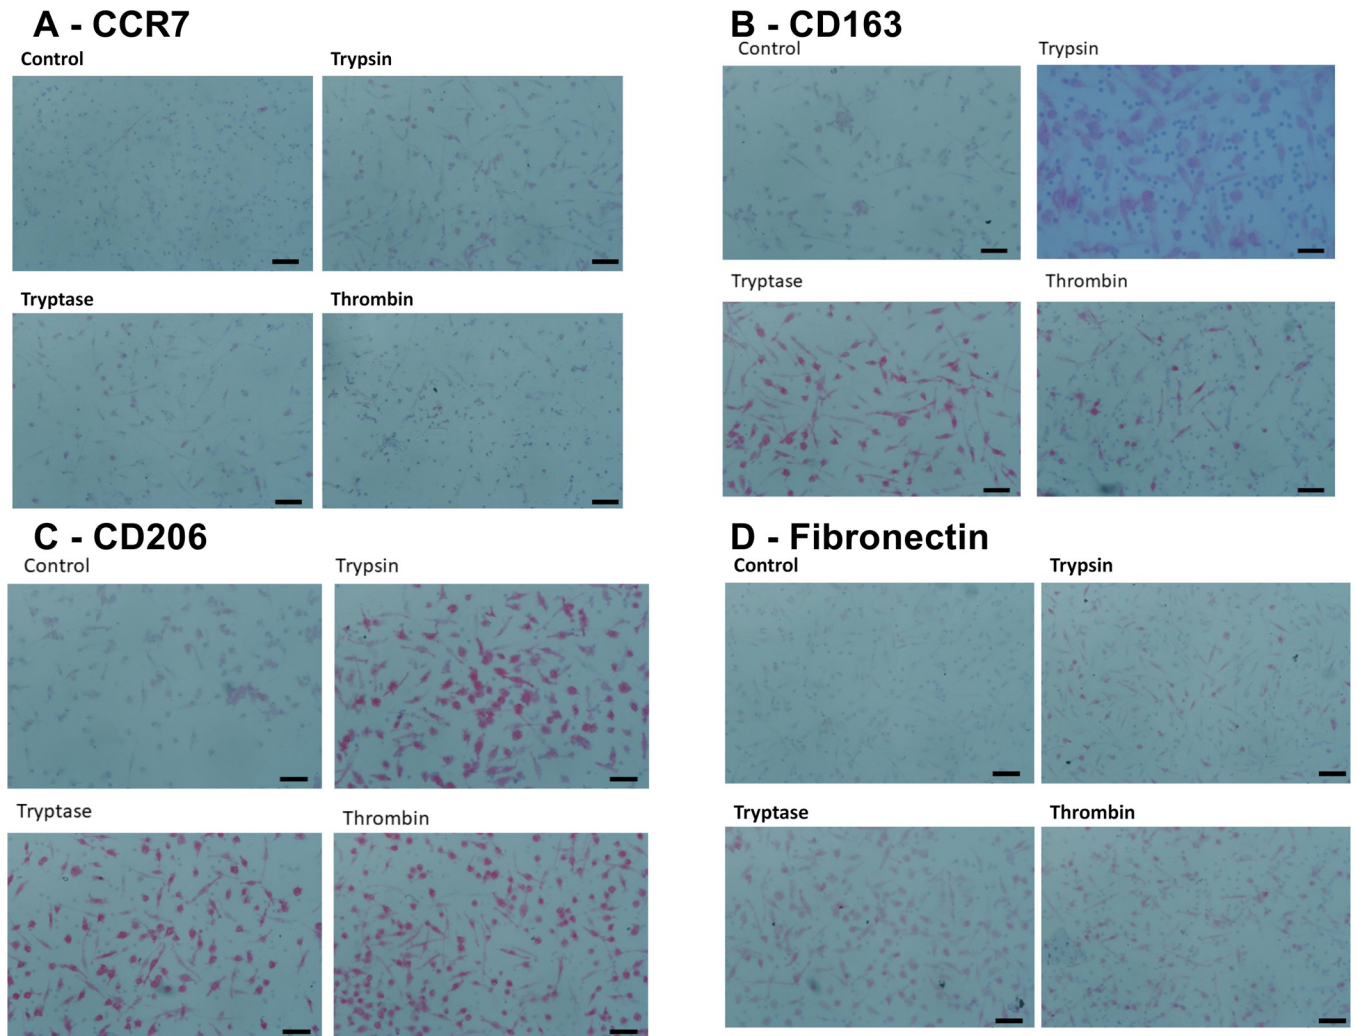 A - CCR7
Control
Trypsin
Tryptase
Thrombin
B - CD163
Control
Trypsin
Tryptase
Thrombin
C - CD206
Control
Trypsin
Tryptase
Thrombin
D - Fibronectin
Control
Trypsin
Tryptase
Thrombin